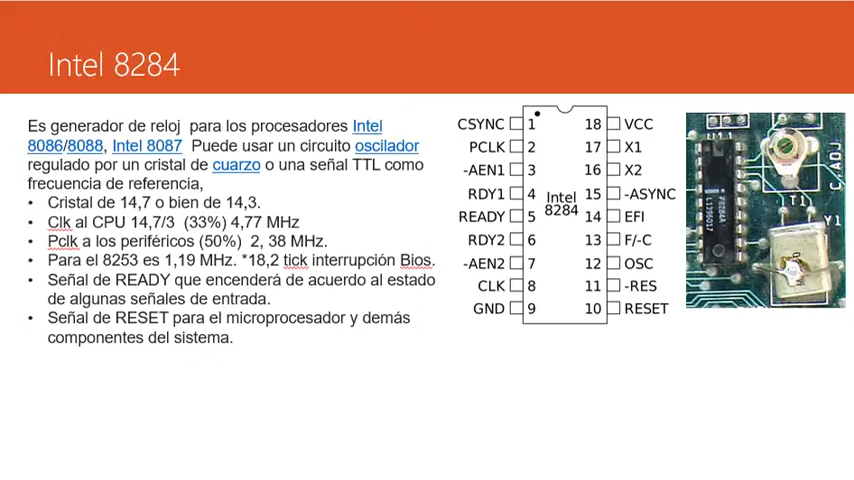 Intel 8284
Es generador de reloj para los procesadores Intel
8086/8088, Intel 8087 Puede usar un circuito oscilador
regulado por un cristal de cuarzo o una señal TTL como
frecuencia de referencia,
• Cristal de 14,7 o bien de 14,3.
• Clk al CPU 14,7/3 (33%) 4,77 MHz
• Pclk a los periféricos (50%) 2, 38 MHz.
• Para el 8253 es 1,19 MHz. *18,2 tick interrupción Bios.
• Señal de READY que encenderá de acuerdo al estado
de algunas señales de entrada.
• Señal de RESET para el microprocesador y demás
componentes del sistema.
CSYNC 1 18 VCC
PCLK 2 17 X1
-AEN1 3 16 X2
RDY1 4 15 -ASYNC
READY 5 14 EFI
RDY2 6 13 F/-C
-AEN2 7 12 OSC
CLK 8 11 -RES
GND 9 10 RESET
Intel
8284
C.ADJ
T1
Y1